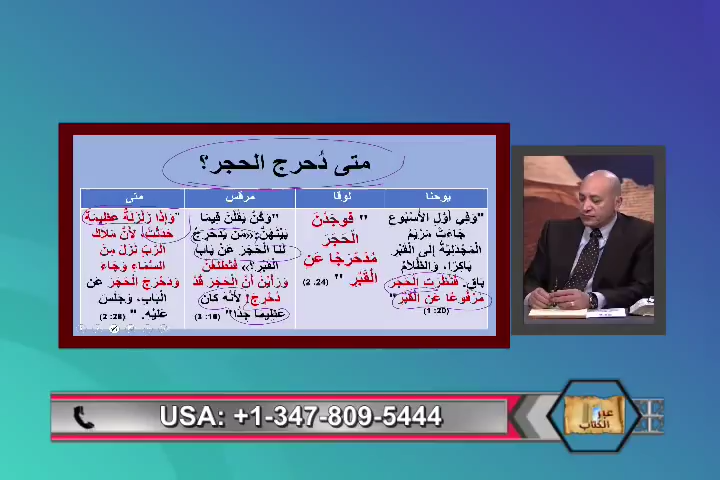 متى دُحرج الحجر؟
يوحنا
"وَفِي أَوَّلِ الأُسْبُوعِ
جَاءَتْ مَرْيَمُ
الْمَجْدَلِيَّةُ إِلَى الْقَبْرِ
بَاكِرًا، وَالظَّلاَمُ
بَاقٍ. فَنَظَرَتِ الْحَجَرَ
مَرْفُوعًا عَنِ الْقَبْرِ"
(1 :20)
لوقا
" فَوَجَدْنَ
الْحَجَرَ
مُدَحْرَجًا عَنِ
الْقَبْرِ " (24: 2)
مرقس
"وَكُنَّ يَقُلْنَ فِيمَا
بَيْنَهُنَّ:«مَنْ يُدَحْرِجُ
لَنَا الْحَجَرَ عَنْ بَابِ
الْقَبْرِ؟» فَتَطَلَّعْنَ
وَرَأَيْنَ أَنَّ الْحَجَرَ قَدْ
دُحْرِجَ! لأَنَّهُ كَانَ
عَظِيمًا جِدًّا" (16: 3)
متى
"وَإِذَا زَلْزَلَةٌ عَظِيمَةٌ
حَدَثَتْ، لأَنَّ مَلاَكَ
الرَّبِّ نَزَلَ مِنَ
السَّمَاءِ وَجَاءَ
وَدَحْرَجَ الْحَجَرَ عَنِ
الْبَابِ، وَجَلَسَ
عَلَيْهِ. " (28: 2)
USA: +1-347-809-5444
عبر
الكتاب